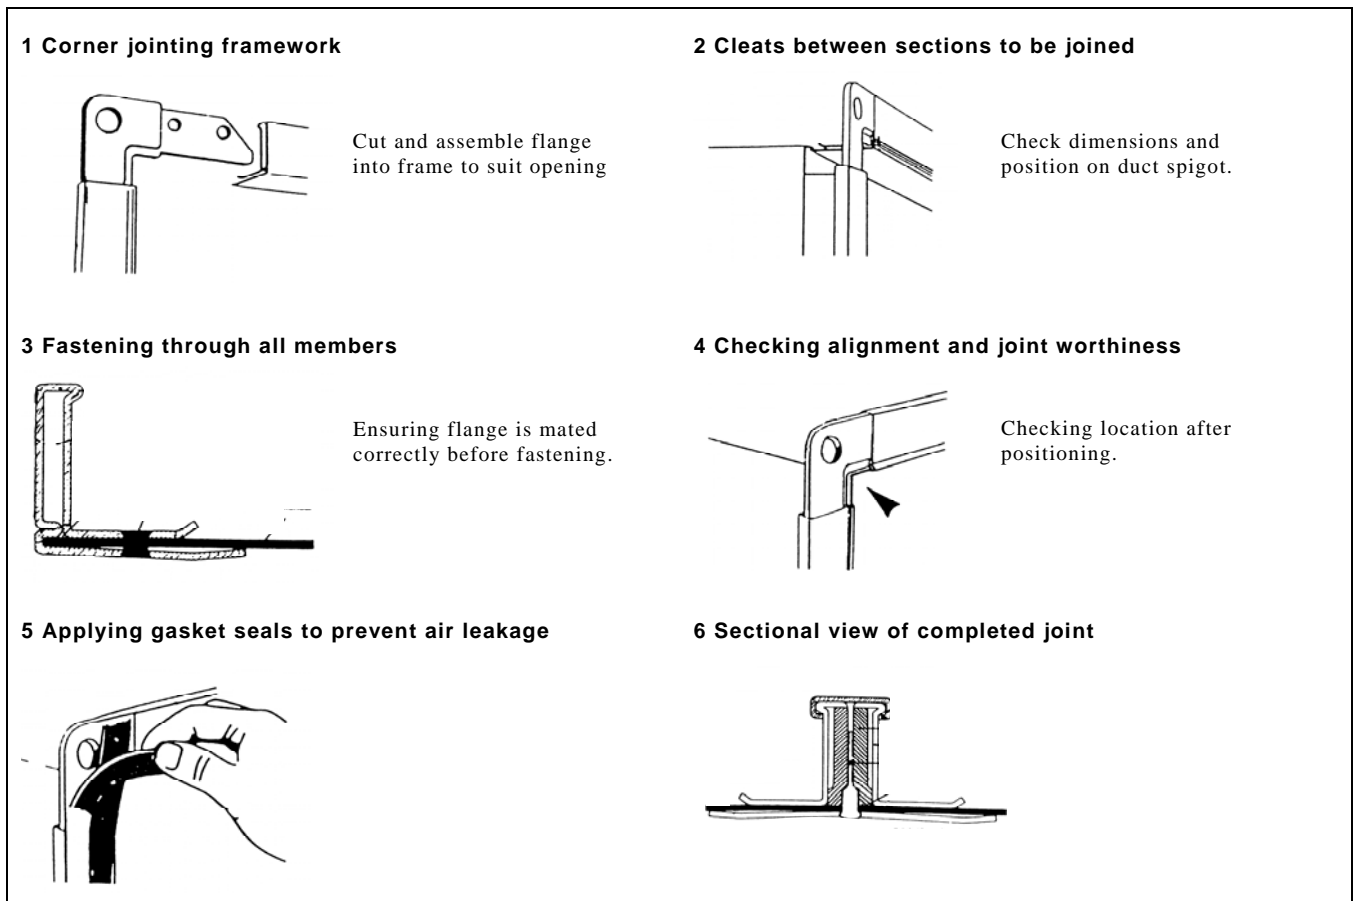 1 Corner jointing framework
Cut and assemble flange
into frame to suit opening
2 Cleats between sections to be joined
Check dimensions and
position on duct spigot.
3 Fastening through all members
Ensuring flange is mated
correctly before fastening.
4 Checking alignment and joint worthiness
Checking location after
positioning.
5 Applying gasket seals to prevent air leakage
6 Sectional view of completed joint